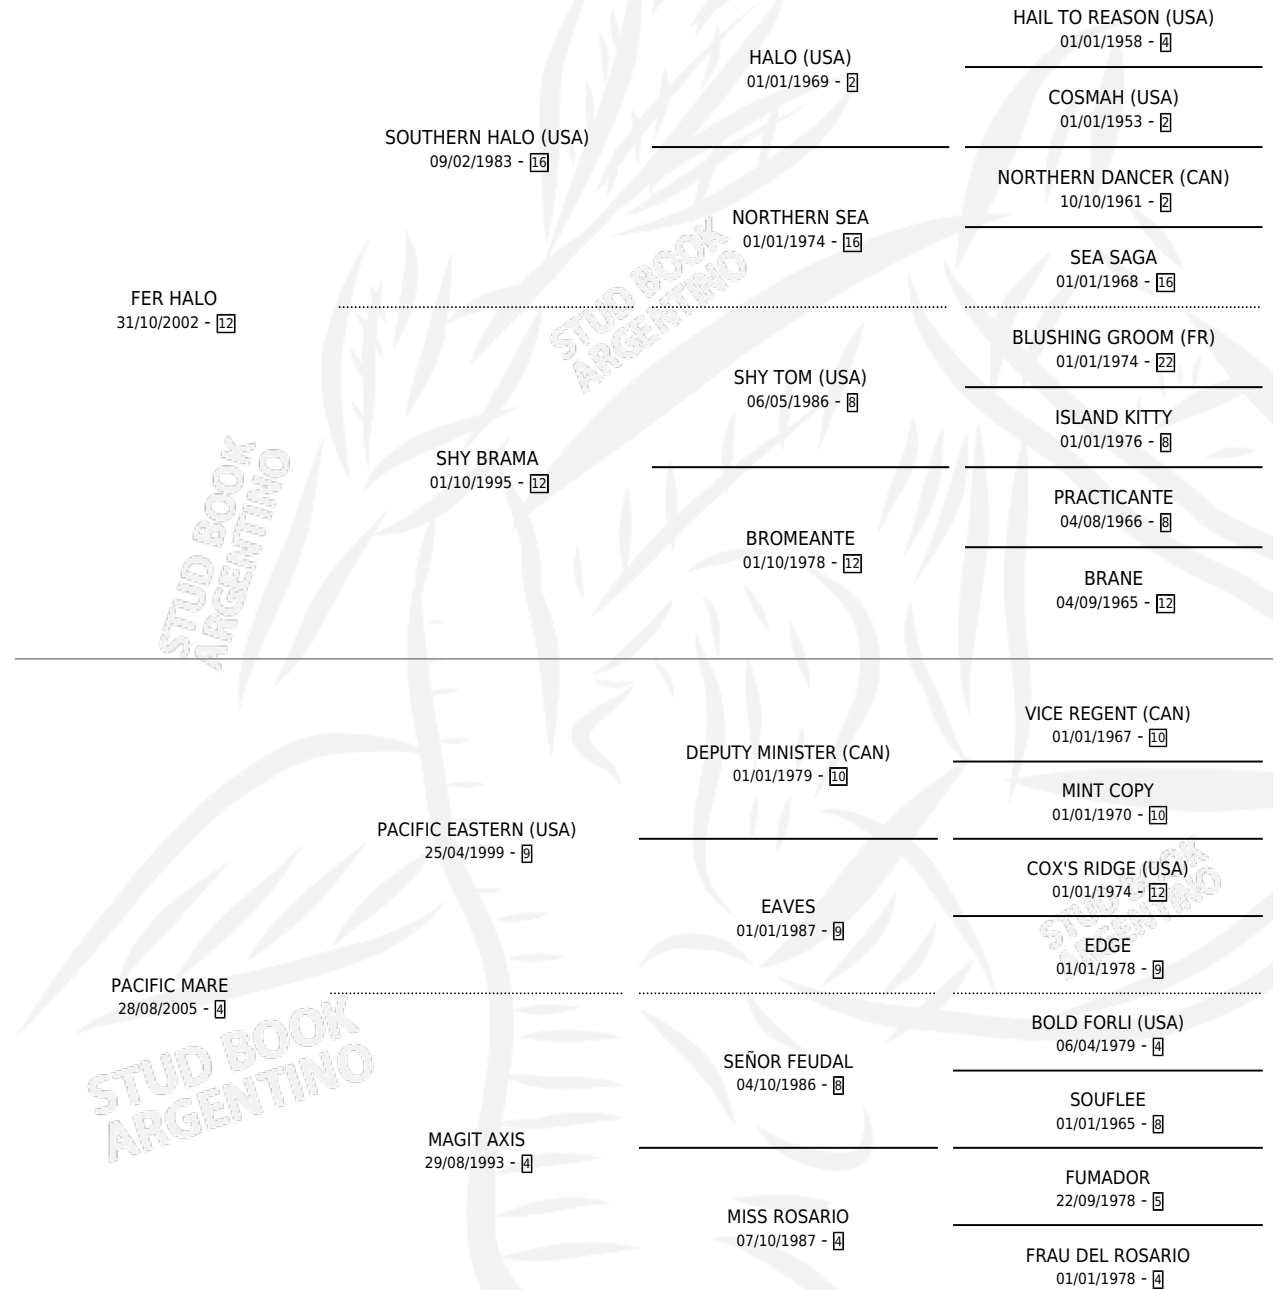 HAIL TO REASON (USA)
01/01/1958 - 4
HALO (USA)
01/01/1969 - 2
COSMAH (USA)
01/01/1953 - 2
SOUTHERN HALO (USA)
09/02/1983 - 16
NORTHERN DANCER (CAN)
10/10/1961 - 2
NORTHERN SEA
01/01/1974 - 16
SEA SAGA
01/01/1968 - 16
STUD BOOK
ARGENTINO
FER HALO
31/10/2002 - 12
BLUSHING GROOM (FR)
01/01/1974 - 22
SHY TOM (USA)
06/05/1986 - 8
ISLAND KITTY
01/01/1976 - 8
SHY BRAMA
01/10/1995 - 12
PRACTICANTE
04/08/1966 - 8
BROMEANTE
01/10/1978 - 12
BRANE
04/09/1965 - 12
STUD BOOK
ARGENTINO
VICE REGENT (CAN)
01/01/1967 - 10
DEPUTY MINISTER (CAN)
01/01/1979 - 10
MINT COPY
01/01/1970 - 10
PACIFIC EASTERN (USA)
25/04/1999 - 9
COX'S RIDGE (USA)
01/01/1974 - 12
EAVES
01/01/1987 - 9
STUD BOOK
ARGENTINO
EDGE
01/01/1978 - 9
PACIFIC MARE
28/08/2005 - 4
BOLD FORLI (USA)
06/04/1979 - 4
SEÑOR FEUDAL
04/10/1986 - 8
SOUFLEE
01/01/1965 - 8
STUD BOOK
ARGENTINO
MAGIT AXIS
29/08/1993 - 4
FUMADOR
22/09/1978 - 5
MISS ROSARIO
07/10/1987 - 4
FRAU DEL ROSARIO
01/01/1978 - 4